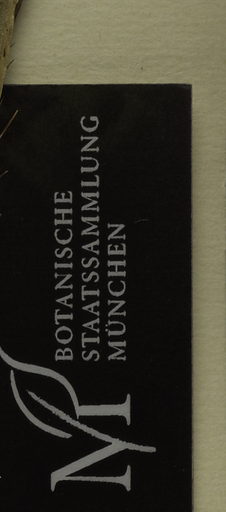 BOTANISCHE
STAATSSAMMLUNG
MÜNCHEN
M